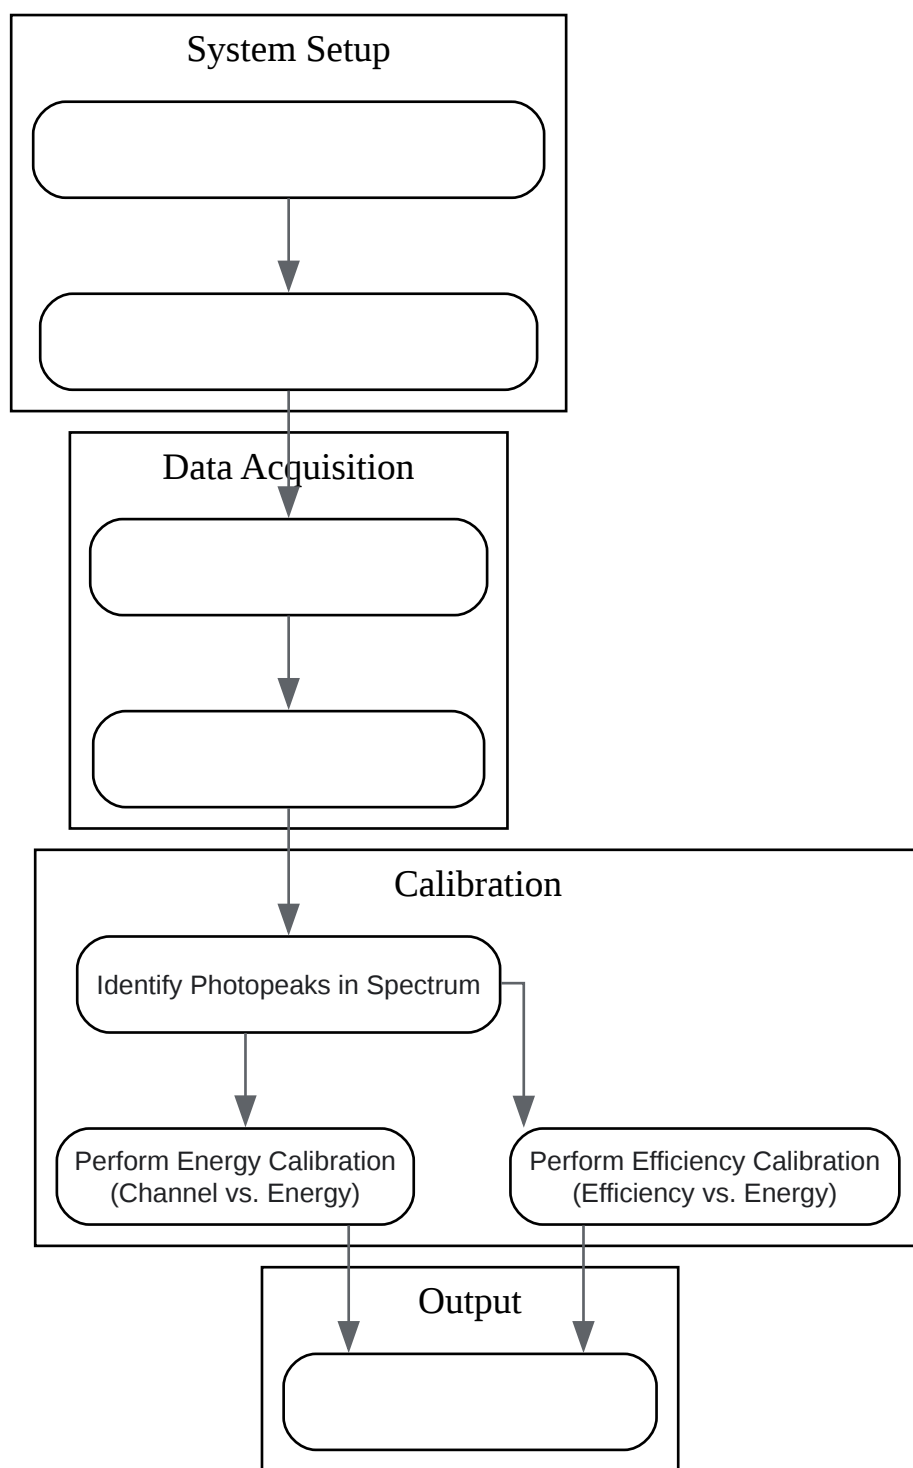 System Setup
Data Acquisition
Calibration
Identify Photopeaks in Spectrum
Perform Energy Calibration
(Channel vs. Energy)
Perform Efficiency Calibration
(Efficiency vs. Energy)
Output